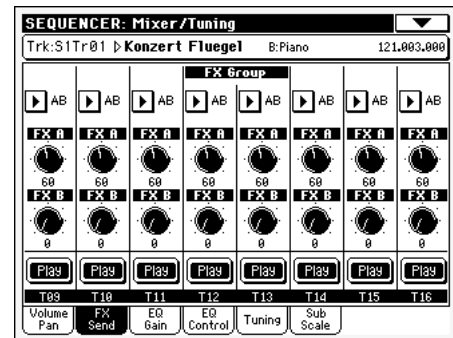 SEQUENCER: Mixer/Tuning
Trk:S1Tr01 Konzert Fluegel B:Piano 121.003.000
FX Group
AB AB AB AB AB AB AB AB
FX A FX A FX A FX A FX A FX A FX A FX A
60 60 60 60 60 60 60 60
FX B FX B FX B FX B FX B FX B FX B FX B
0 0 0 0 0 0 0 0
Play Play Play Play Play Play Play Play
T09 T10 T11 T12 T13 T14 T15 T16
Volume Pan FX Send EQ Gain EQ Control Tuning Sub Scale